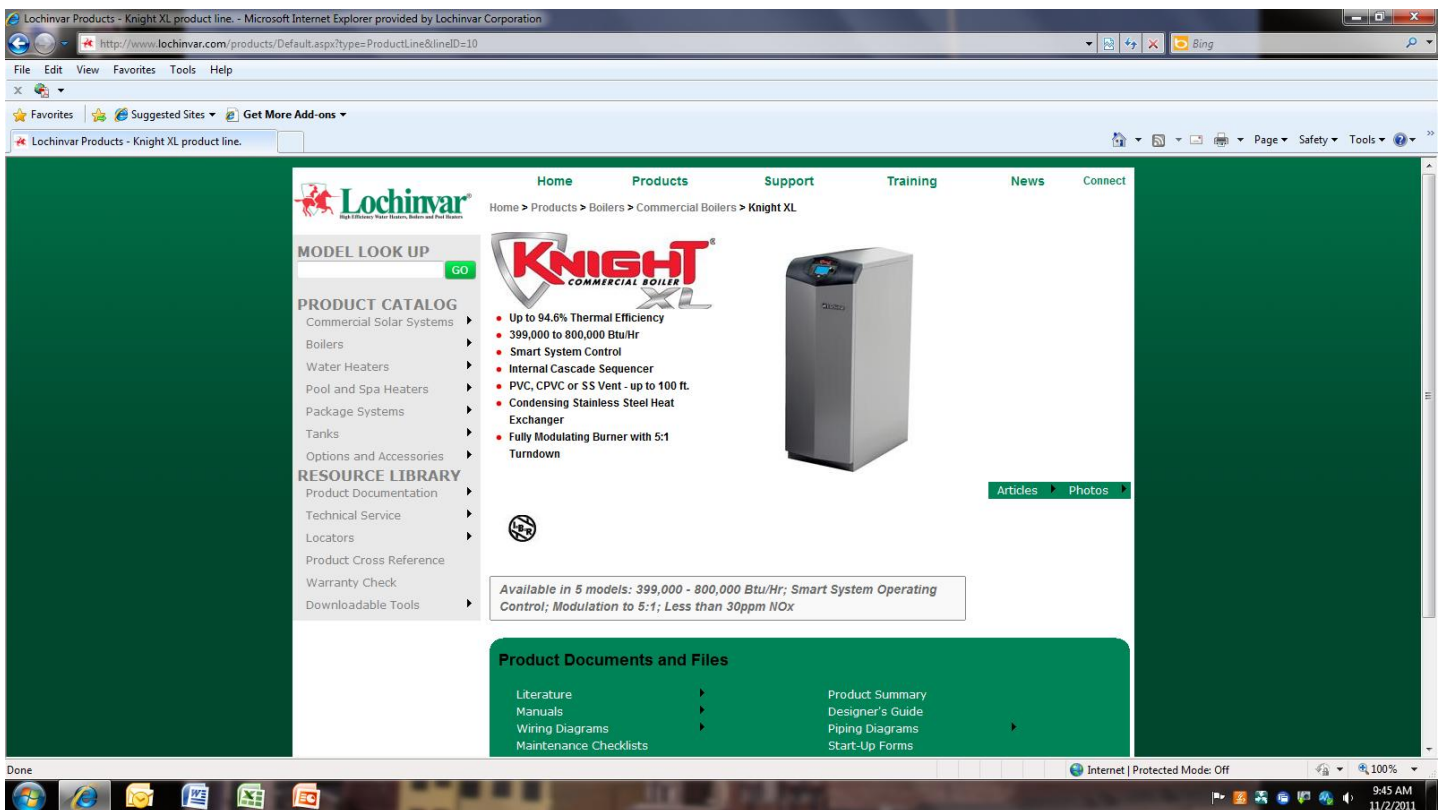 Lochinvar Products - Knight XL product line. - Microsoft Internet Explorer provided by Lochinvar Corporation
http://www.lochinvar.com/products/Default.aspx?type=ProductLine&lineID=10
Bing
File Edit View Favorites Tools Help
x
Favorites Suggested Sites Get More Add-ons
Lochinvar Products - Knight XL product line.
Page Safety Tools
Lochinvar®
High Efficiency Water Heaters, Boilers and Pool Heaters
Home Products Support Training News Connect
Home > Products > Boilers > Commercial Boilers > Knight XL
MODEL LOOK UP
GO
PRODUCT CATALOG
Commercial Solar Systems
Boilers
Water Heaters
Pool and Spa Heaters
Package Systems
Tanks
Options and Accessories
RESOURCE LIBRARY
Product Documentation
Technical Service
Locators
Product Cross Reference
Warranty Check
Downloadable Tools
KNIGHT®
COMMERCIAL BOILER
XL
Up to 94.6% Thermal Efficiency
399,000 to 800,000 Btu/Hr
Smart System Control
Internal Cascade Sequencer
PVC, CPVC or SS Vent - up to 100 ft.
Condensing Stainless Steel Heat
Exchanger
Fully Modulating Burner with 5:1
Turndown
Articles Photos
I=B=R
Available in 5 models: 399,000 - 800,000 Btu/Hr; Smart System Operating
Control; Modulation to 5:1; Less than 30ppm NOx
Product Documents and Files
Literature Product Summary
Manuals Designer's Guide
Wiring Diagrams Piping Diagrams
Maintenance Checklists Start-Up Forms
Done Internet | Protected Mode: Off 100%
9:45 AM
11/2/2011